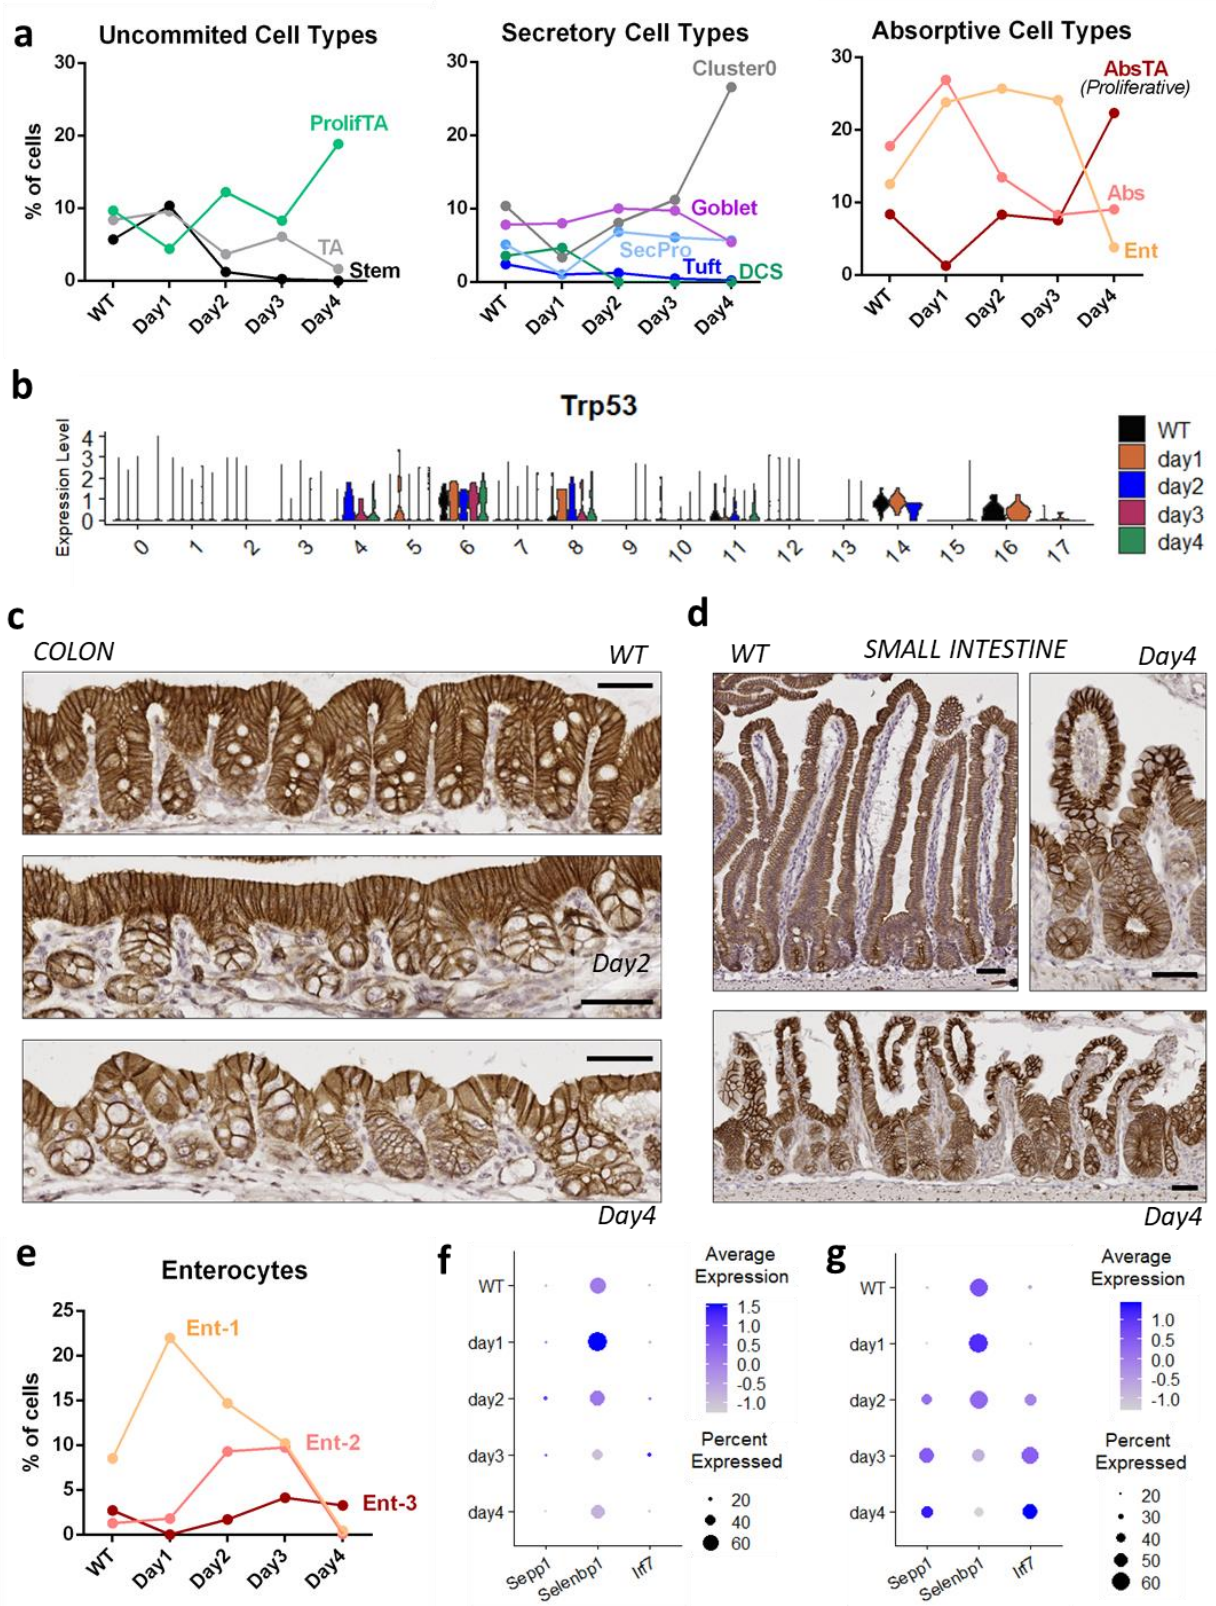 a
Uncommited Cell Types
% of cells
30
20
10
0
ProlifTA
TA
Stem
WT
Day1
Day2
Day3
Day4
Secretory Cell Types
30
20
10
0
Cluster0
Goblet
SecPro
Tuft
DCS
WT
Day1
Day2
Day3
Day4
Absorptive Cell Types
30
20
10
0
AbsTA
(Proliferative)
Abs
Ent
WT
Day1
Day2
Day3
Day4
b
Trp53
Expression Level
4
3
2
1
0
0
1
2
3
4
5
6
7
8
9
10
11
12
13
14
15
16
17
WT
day1
day2
day3
day4
c
COLON
WT
Day2
Day4
d
WT
SMALL INTESTINE
Day4
Day4
e
Enterocytes
% of cells
25
20
15
10
5
0
Ent-1
Ent-2
Ent-3
WT
Day1
Day2
Day3
Day4
f
WT
day1
day2
day3
day4
Sepp1
Selenbp1
Irf7
Average
Expression
1.5
1.0
0.5
0.0
-0.5
-1.0
Percent
Expressed
20
40
60
g
WT
day1
day2
day3
day4
Sepp1
Selenbp1
Irf7
Average
Expression
1.0
0.5
0.0
-0.5
-1.0
Percent
Expressed
20
30
40
50
60